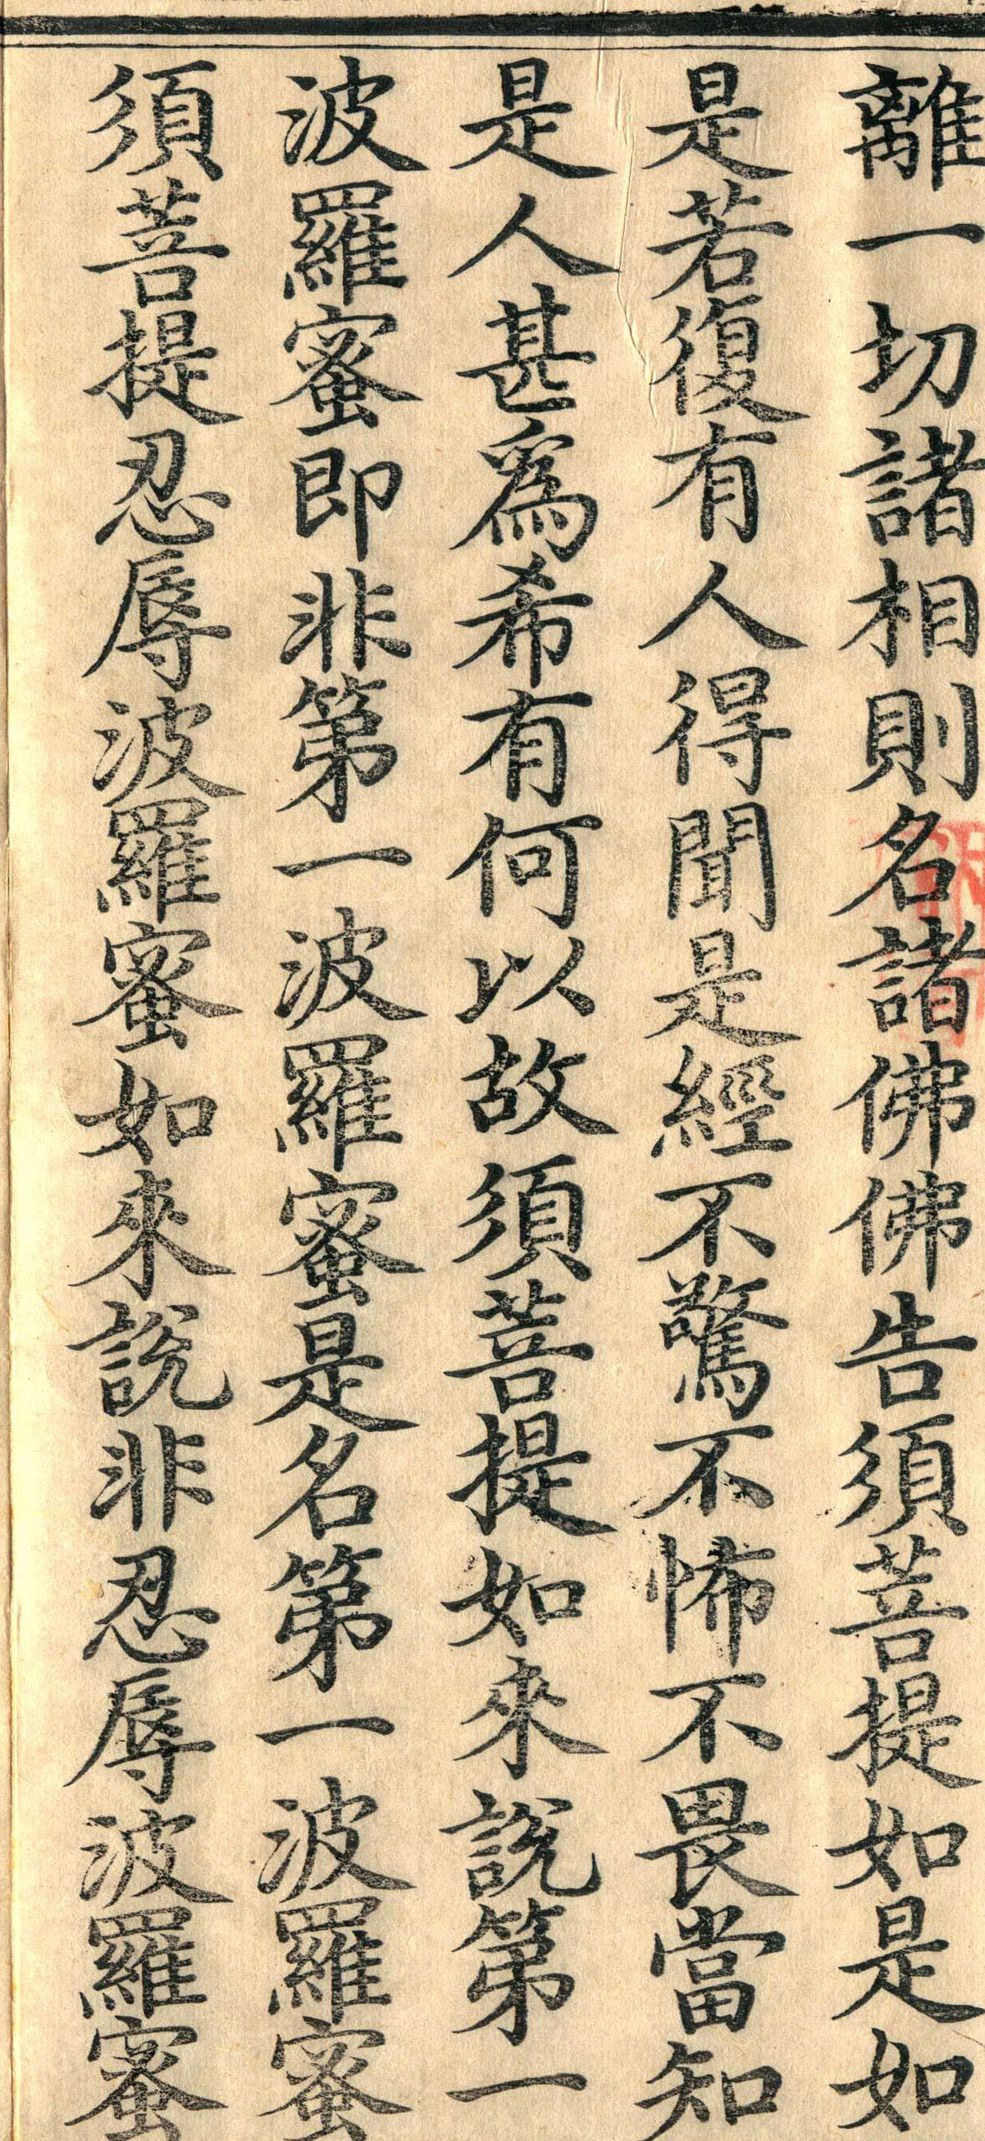 離一切諸相則名諸佛佛告須菩提如是如
是若復有人得聞是經不驚不怖不畏當知
是人甚爲希有何以故須菩提如來說第一
波羅蜜即非第一波羅蜜是名第一波羅蜜
須菩提忍辱波羅蜜如來說非忍辱波羅蜜